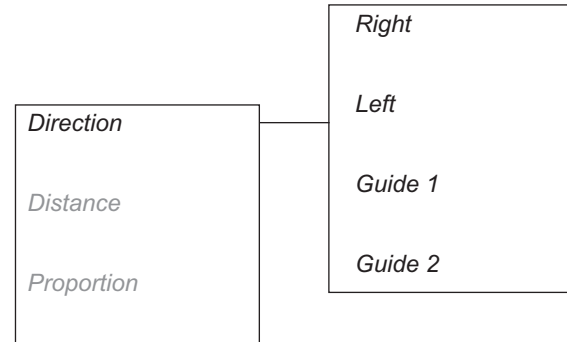 Direction
Distance
Proportion
Right
Left
Guide 1
Guide 2